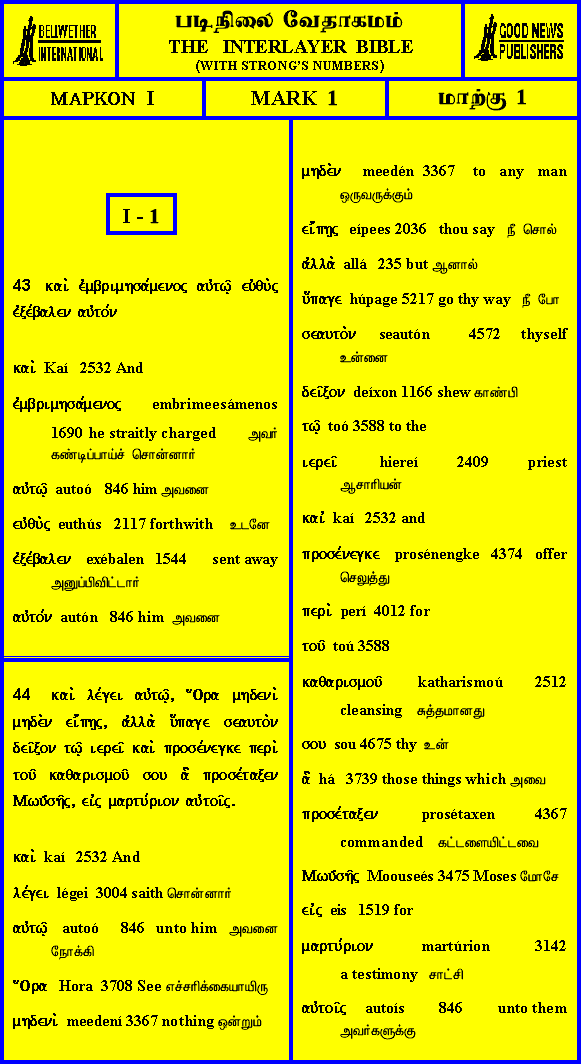 BELLWETHER
INTERNATIONAL
படிநிலை வேதாகமம்
THE INTERLAYER BIBLE
(WITH STRONG'S NUMBERS)
GOOD NEWS
PUBLISHERS
ΜΑΡΚΟΝ Ι
MARK 1
மாற்கு 1
I - 1
43 καὶ ἐμβριμησάμενος αὐτῷ εὐθὺς
ἐξέβαλεν αὐτόν
καὶ Kaí 2532 And
ἐμβριμησάμενος embrimeesámenos
1690 he straitly charged அவர்
கண்டிப்பாய்ச் சொன்னார்
αὐτῷ autoó 846 him அவனை
εὐθὺς euthús 2117 forthwith உடனே
ἐξέβαλεν exébalen 1544 sent away
அனுப்பிவிட்டார்
αὐτόν autón 846 him அவனை
44 καὶ λέγει αὐτῷ, Ὅρα μηδενὶ
μηδὲν εἴπῃς, ἀλλὰ ὕπαγε σεαυτὸν
δεῖξον τῷ ιερεῖ καὶ προσένεγκε περὶ
τοῦ καθαρισμοῦ σου ἃ προσέταξεν
Μωϋσῆς, εἰς μαρτύριον αὐτοῖς.
καὶ kaí 2532 And
λέγει légei 3004 saith சொன்னார்
αὐτῷ autoó 846 unto him அவனை
நோக்கி
Ὅρα Hora 3708 See எச்சரிக்கையாயிரு
μηδενὶ meedení 3367 nothing ஒன்றும்
μηδὲν meedén 3367 to any man
ஒருவருக்கும்
εἴπῃς eípees 2036 thou say நீ சொல்
ἀλλὰ allá 235 but ஆனால்
ὕπαγε húpage 5217 go thy way நீ போ
σεαυτὸν seautón 4572 thyself
உன்னை
δεῖξον deíxon 1166 shew காண்பி
τῷ toó 3588 to the
ιερεῖ hiereí 2409 priest
ஆசாரியன்
καὶ kaí 2532 and
προσένεγκε prosénengke 4374 offer
செலுத்து
περὶ perí 4012 for
τοῦ toú 3588
καθαρισμοῦ katharismoú 2512
cleansing சுத்தமானது
σου sou 4675 thy உன்
ἃ há 3739 those things which அவை
προσέταξεν prosétaxen 4367
commanded கட்டளையிட்டவை
Μωϋσῆς Moouseés 3475 Moses மோசே
εἰς eis 1519 for
μαρτύριον martúrion 3142
a testimony சாட்சி
αὐτοῖς autoís 846 unto them
அவர்களுக்கு